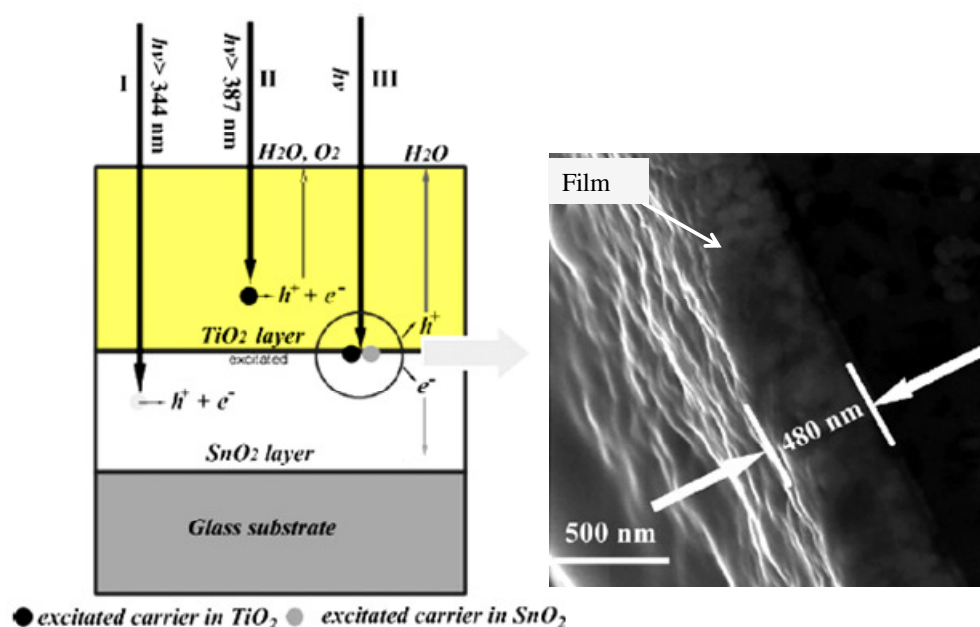 I
hν> 344 nm
II
hν> 387 nm
hν
III
H2O, O2
H2O
h+ + e-
h+
TiO2 layer
excitated
e-
h+ + e-
SnO2 layer
Glass substrate
excitated carrier in TiO2
excitated carrier in SnO2
Film
480 nm
500 nm